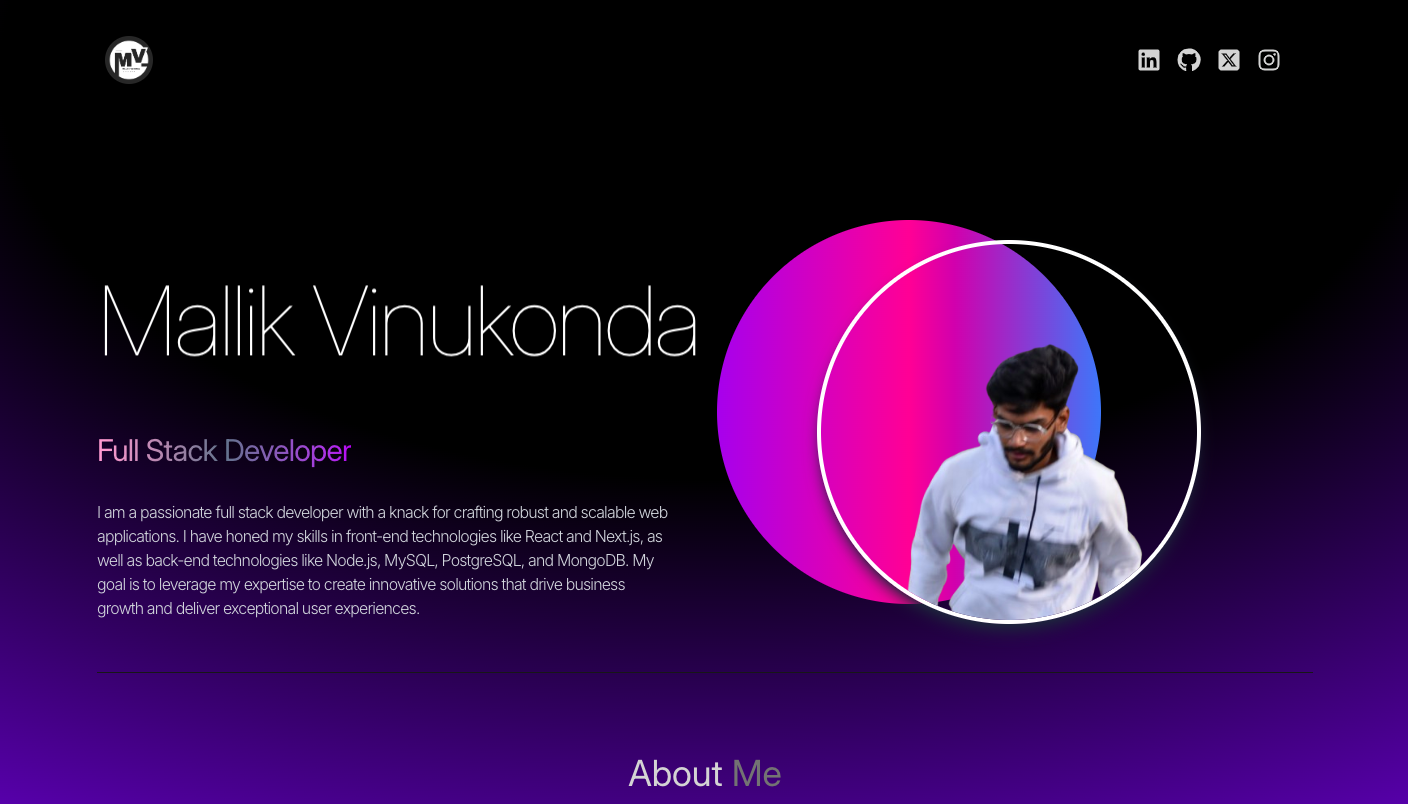 MV
Mallik Vinukonda
Full Stack Developer
I am a passionate full stack developer with a knack for crafting robust and scalable web
applications. I have honed my skills in front-end technologies like React and Next.js, as
well as back-end technologies like Node.js, MySQL, PostgreSQL, and MongoDB. My
goal is to leverage my expertise to create innovative solutions that drive business
growth and deliver exceptional user experiences.
About Me